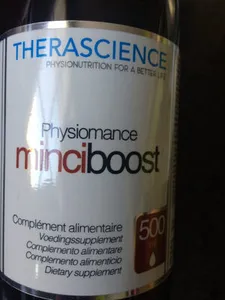 THERASCIENCE
PHYSIONUTRITION FOR A BETTER LIFE
Physiomance
minciboost
Complément alimentaire
Voedingssupplement
Complemento alimentare
Complemento alimenticio
Dietary supplement
500